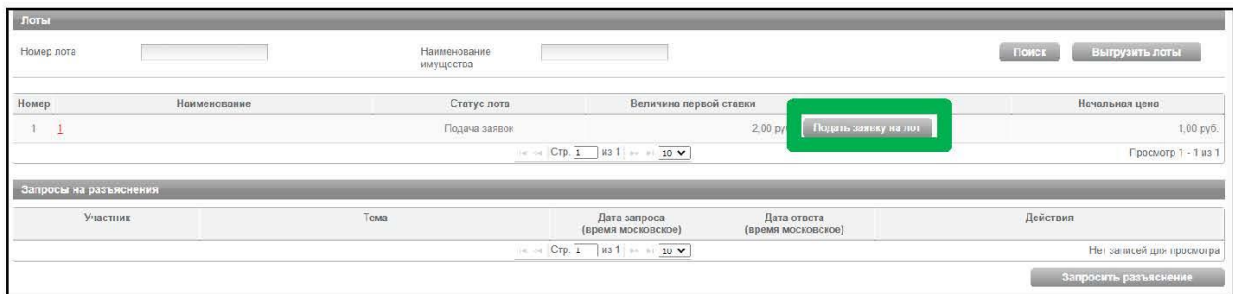 Лоты
Номер лота Наименование имущества Поиск Выгрузить лоты
Номер Наименование Статус лота Величина первой ставки Начальная цена
1 1 Подача заявок 2,00 ру Подать заявку на лот 1,00 руб.
Стр. 1 из 1 10 Просмотр 1 - 1 из 1
Запросы на разъяснения
Участник Тема Дата запроса (время московское) Дата ответа (время московское) Действия
Стр. 1 из 1 10 Нет записей для просмотра
Запросить разъяснение